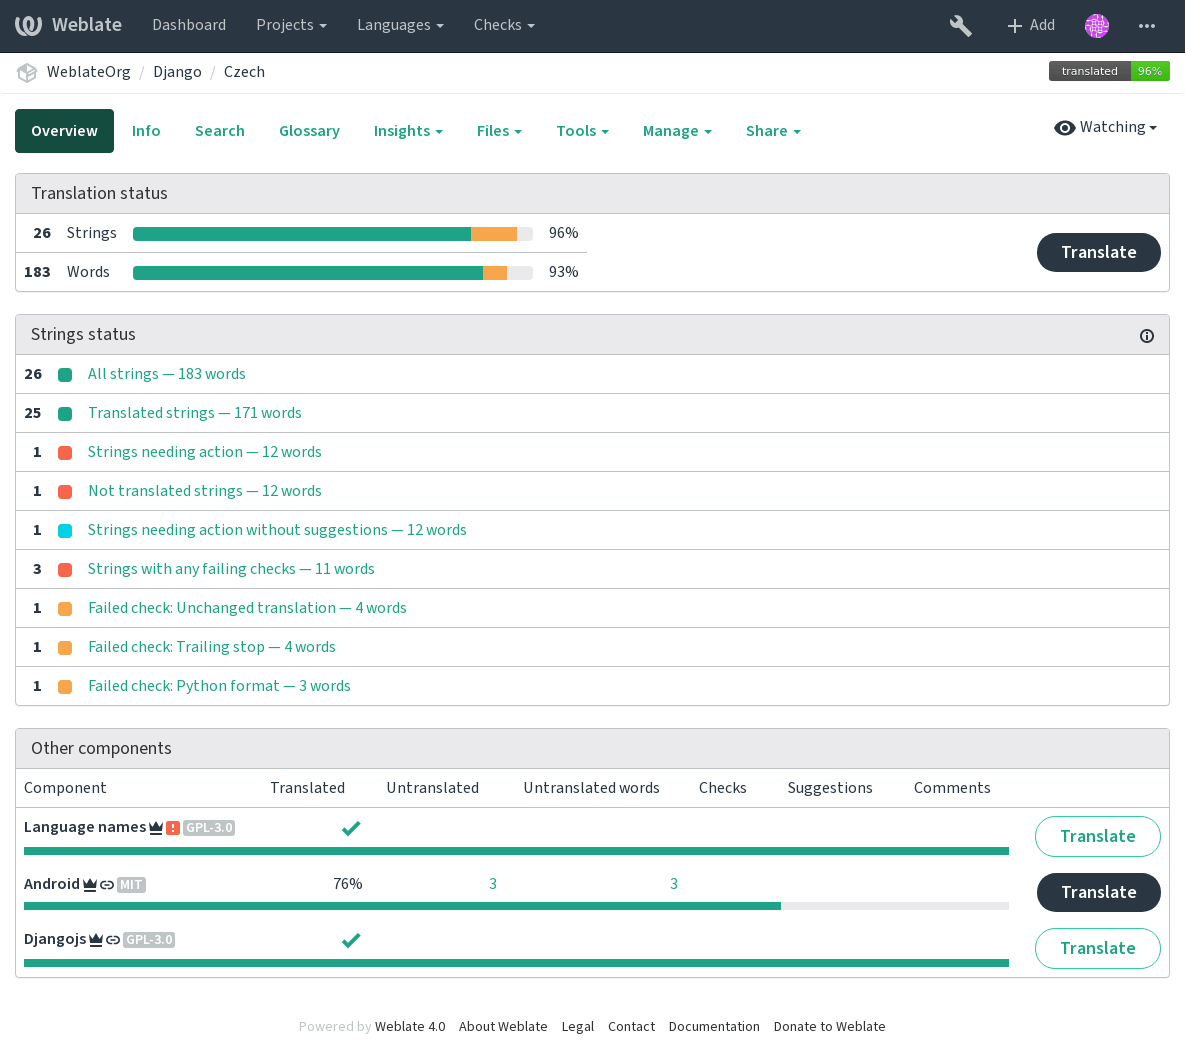 Weblate Dashboard Projects Languages Checks Add
WeblateOrg / Django / Czech translated 96%
Overview Info Search Glossary Insights Files Tools Manage Share Watching
Translation status
26 Strings 96%
Translate
183 Words 93%
Strings status
26 All strings — 183 words
25 Translated strings — 171 words
1 Strings needing action — 12 words
1 Not translated strings — 12 words
1 Strings needing action without suggestions — 12 words
3 Strings with any failing checks — 11 words
1 Failed check: Unchanged translation — 4 words
1 Failed check: Trailing stop — 4 words
1 Failed check: Python format — 3 words
Other components
Component Translated Untranslated Untranslated words Checks Suggestions Comments
Language names GPL-3.0 Translate
Android MIT 76% 3 3 Translate
Djangojs GPL-3.0 Translate
Powered by Weblate 4.0 About Weblate Legal Contact Documentation Donate to Weblate